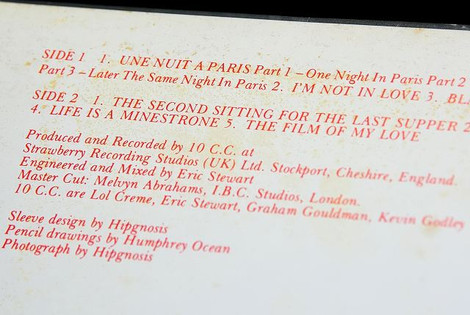 SIDE 1 1. UNE NUIT A PARIS Part 1 – One Night In Paris Part 2
Part 3 – Later The Same Night In Paris 2. I'M NOT IN LOVE 3. BL
SIDE 2 1. THE SECOND SITTING FOR THE LAST SUPPER 2
4. LIFE IS A MINESTRONE 5. THE FILM OF MY LOVE
Produced and Recorded by 10 C.C. at
Strawberry Recording Studios (UK) Ltd. Stockport, Cheshire, England.
Engineered and Mixed by Eric Stewart
Master Cut: Melvyn Abrahams, I.B.C. Studios, London.
10 C.C. are Lol Creme, Eric Stewart, Graham Gouldman, Kevin Godley
Sleeve design by Hipgnosis
Pencil drawings by Humphrey Ocean
Photograph by Hipgnosis